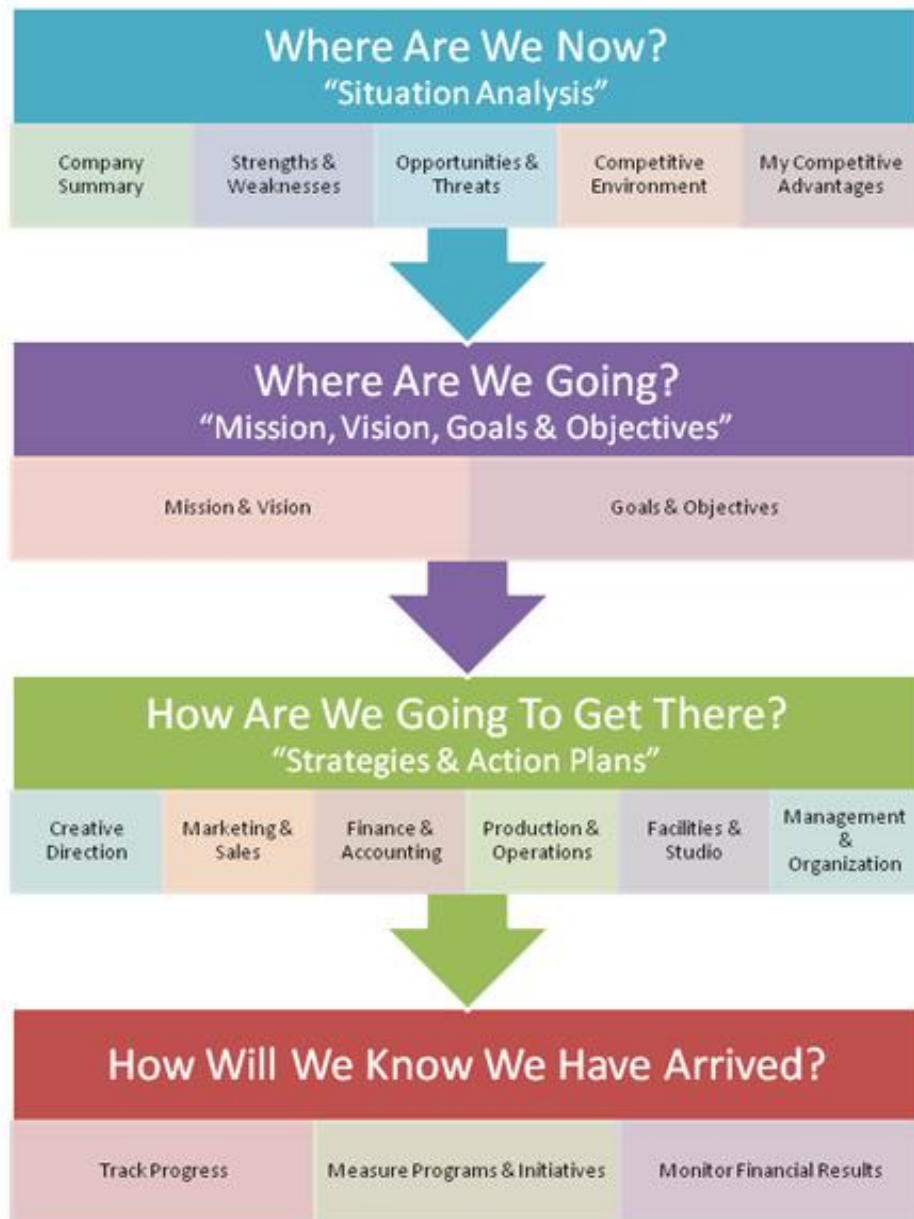 Where Are We Now?
“Situation Analysis”
Company
Summary
Strengths &
Weaknesses
Opportunities &
Threats
Competitive
Environment
My Competitive
Advantages
Where Are We Going?
“Mission, Vision, Goals & Objectives”
Mission & Vision
Goals & Objectives
How Are We Going To Get There?
“Strategies & Action Plans”
Creative
Direction
Marketing &
Sales
Finance &
Accounting
Production &
Operations
Facilities &
Studio
Management
&
Organization
How Will We Know We Have Arrived?
Track Progress
Measure Programs & Initiatives
Monitor Financial Results